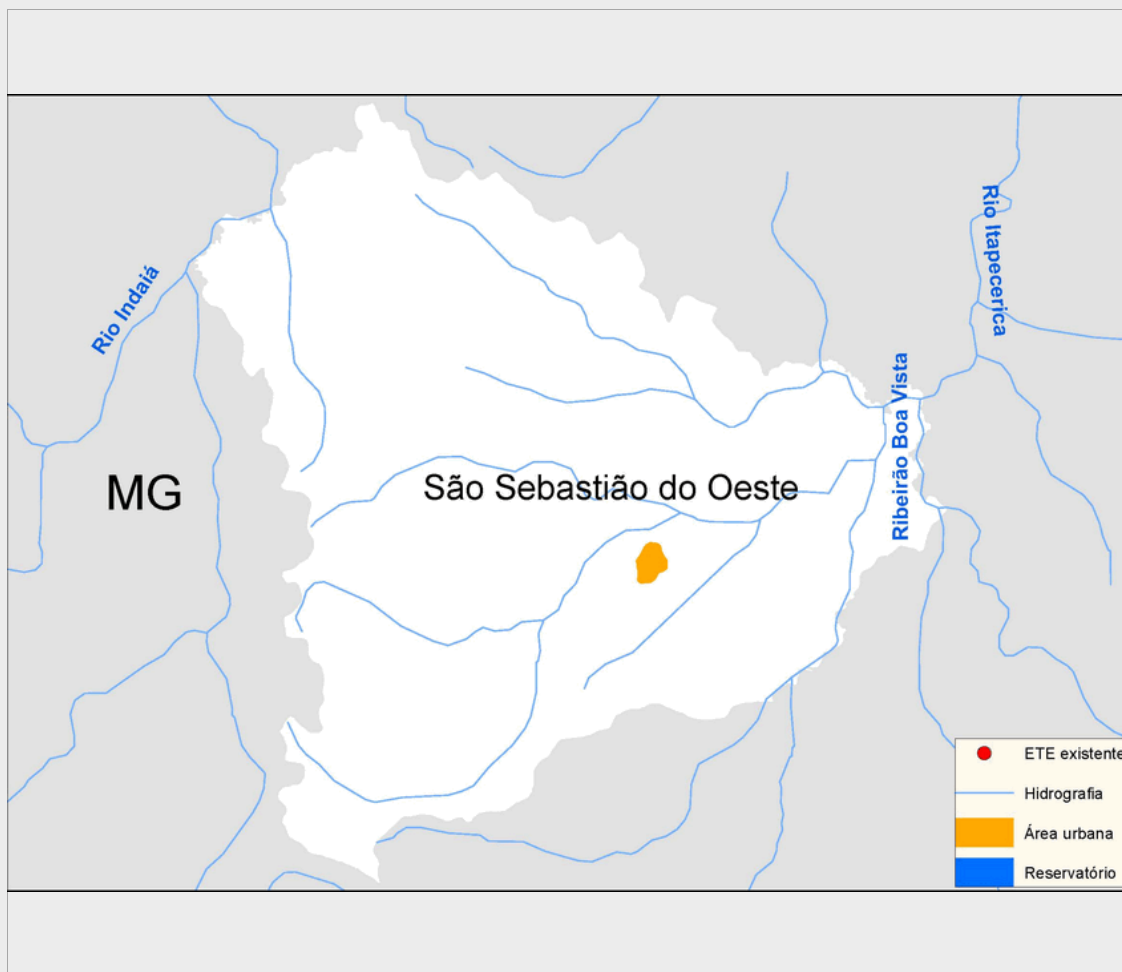 Rio Indaiá
Rio Itapecerica
Ribeirão Boa Vista
MG
São Sebastião do Oeste
ETE existente
Hidrografia
Área urbana
Reservatório